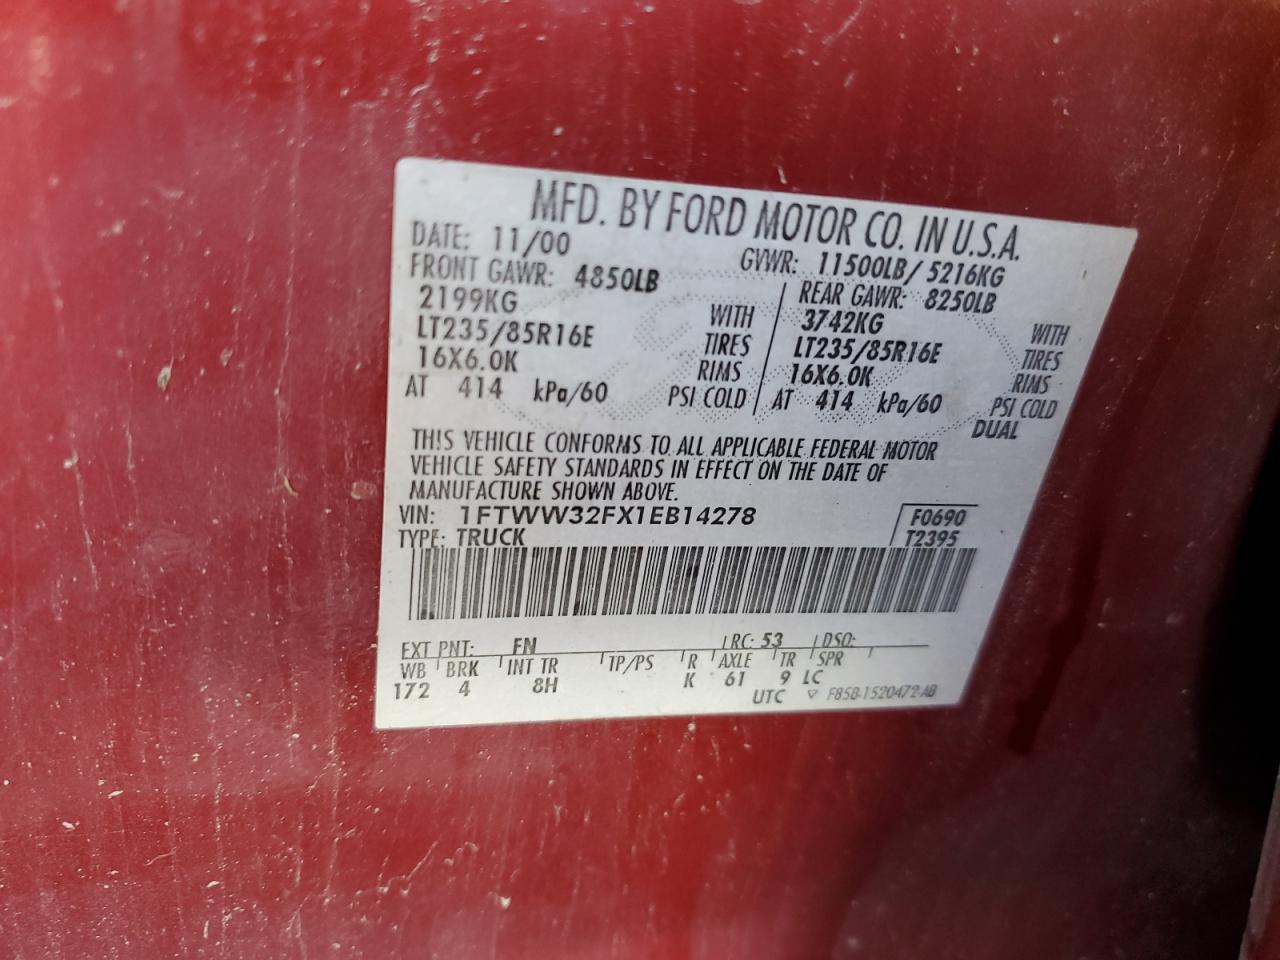 MFD. BY FORD MOTOR CO. IN U.S.A.
DATE: 11/00 GVWR: 11500LB/ 5216KG
FRONT GAWR: 4850LB REAR GAWR: 8250LB
2199KG WITH 3742KG WITH
LT235/85R16E TIRES LT235/85R16E TIRES
16X6.0K RIMS 16X6.0K RIMS
AT 414 kPa/60 PSI COLD AT 414 kPa/60 PSI COLD
DUAL
THIS VEHICLE CONFORMS TO ALL APPLICABLE FEDERAL MOTOR
VEHICLE SAFETY STANDARDS IN EFFECT ON THE DATE OF
MANUFACTURE SHOWN ABOVE.
VIN: 1FTWW32FX1EB14278 F0690
TYPE: TRUCK T2395
EXT PNT: FN RC: 53 DSO:
WB BRK INT TR TP/PS R AXLE TR SPR
172 4 8H K 61 9 LC
UTC F85B-1520472-AB